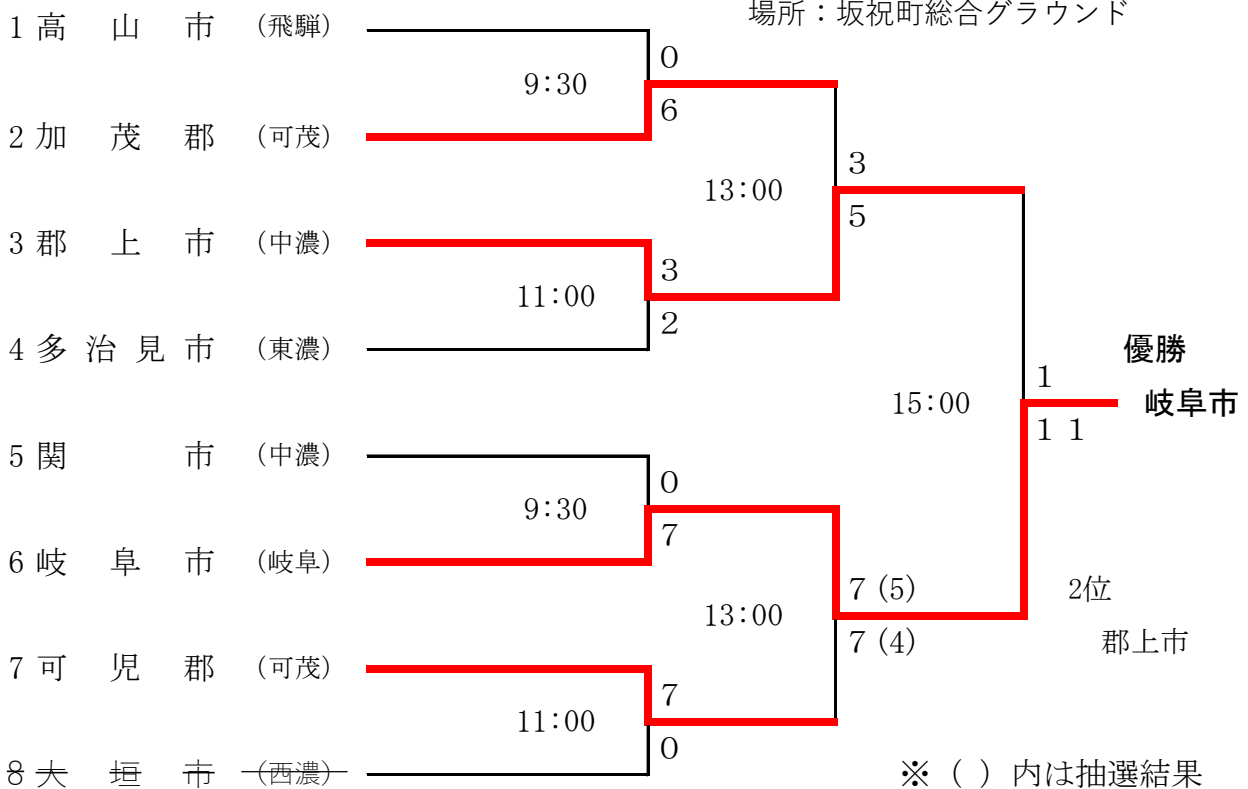 場所：坂祝町総合グラウンド
1 高山市 （飛騨）
0
9:30
6
2 加茂郡 （可茂）
3
13:00
5
3 郡上市 （中濃）
3
11:00
2
4 多治見市 （東濃）
優勝
1
15:00
岐阜市
11
5 関市 （中濃）
0
9:30
7
6 岐阜市 （岐阜）
7 (5)
2位
13:00
7 (4)
郡上市
7 可児郡 （可茂）
7
11:00
0
8 大垣市 （西濃）
※（ ）内は抽選結果